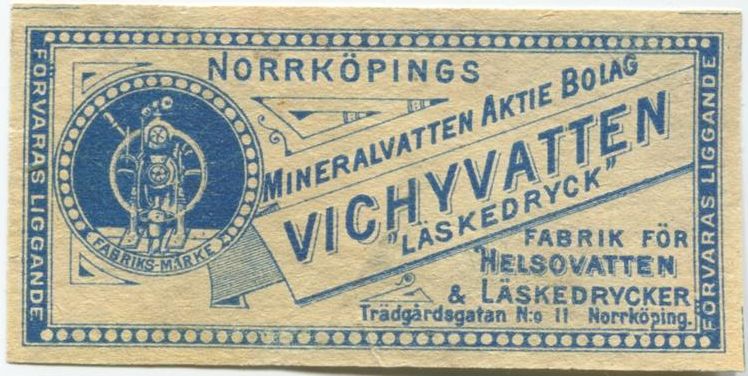 NORRKÖPINGS
MINERALVATTEN AKTIE BOLAG
VICHYVATTEN
„LÄSKEDRYCK”
FABRIK FÖR
HELSOVATTEN
& LÄSKEDRYCKER
Trädgårdsgatan N:o 11 Norrköping.
FABRIKS-MÄRKE
FÖRVARAS LIGGANDE
FÖRVARAS LIGGANDE